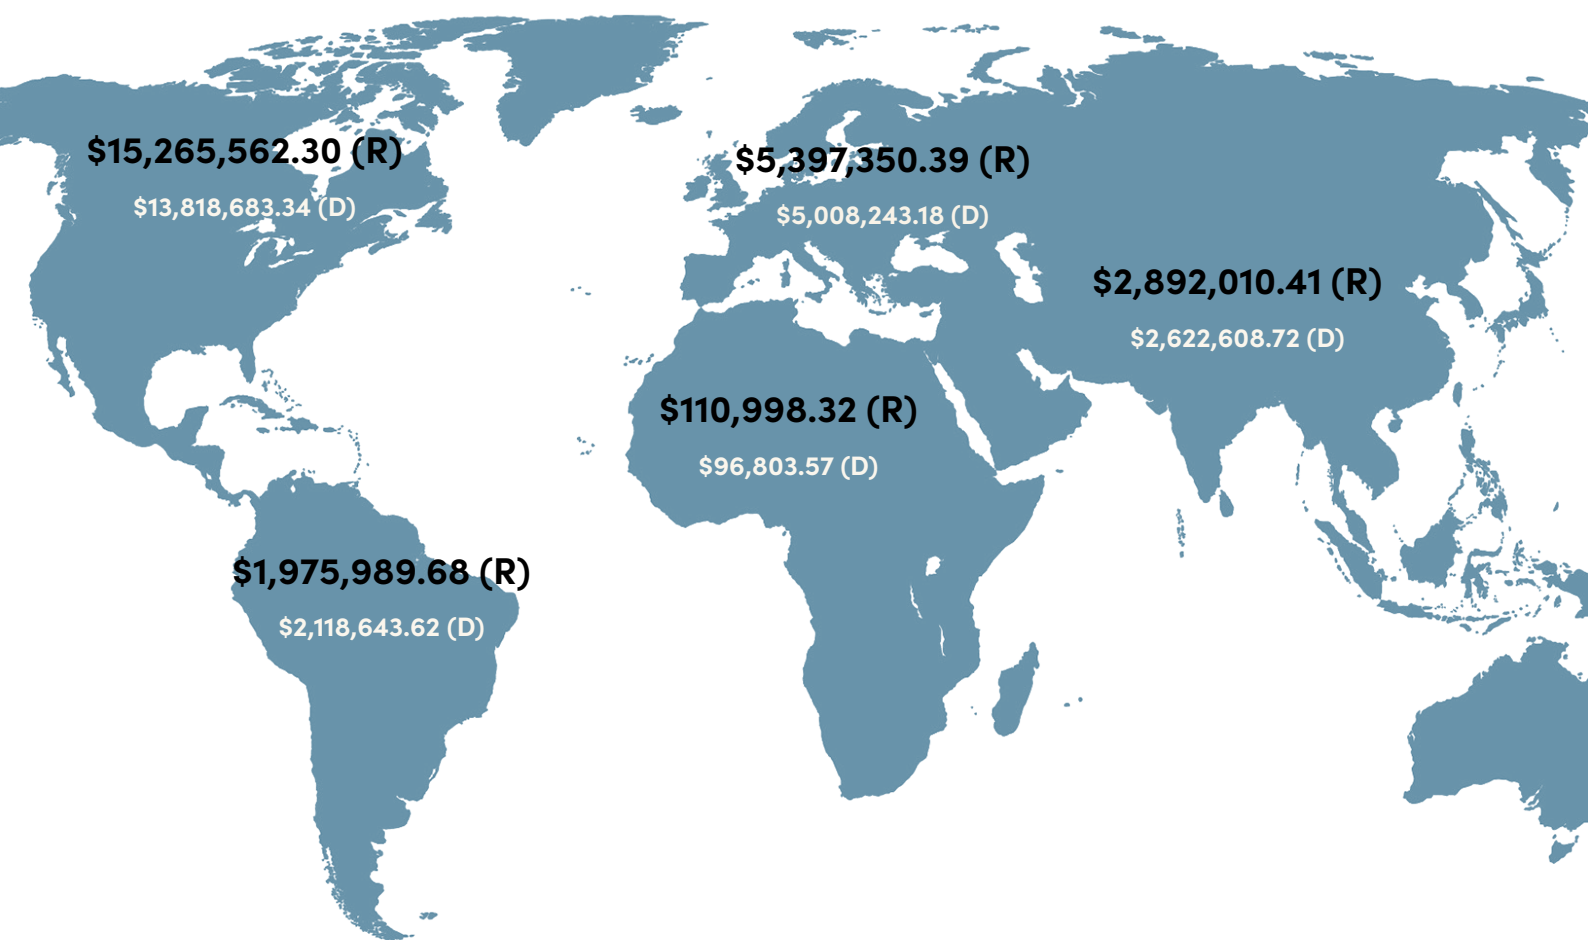 $15,265,562.30 (R)
$13,818,683.34 (D)
$5,397,350.39 (R)
$5,008,243.18 (D)
$2,892,010.41 (R)
$2,622,608.72 (D)
$110,998.32 (R)
$96,803.57 (D)
$1,975,989.68 (R)
$2,118,643.62 (D)